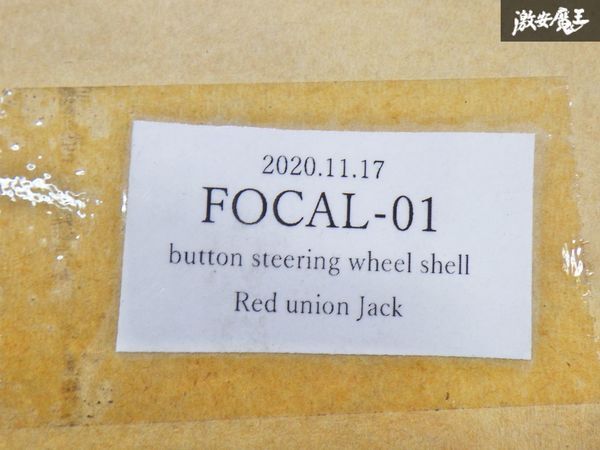 激安魔王
2020.11.17
FOCAL-01
button steering wheel shell
Red union Jack